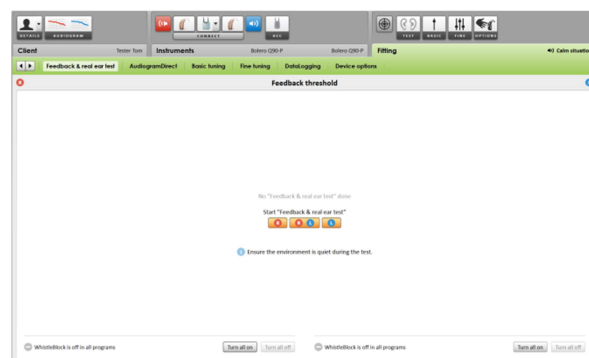 DETAILS AUDIOGRAM CONNECT REC TEST BASIC FINE OPTIONS
Client Tester Tom Instruments Bolero Q90-P Bolero Q90-P Fitting Calm situatio
Feedback & real ear test AudiogramDirect Basic tuning Fine tuning DataLogging Device options
Feedback threshold
No "Feedback & real ear test" done
Start "Feedback & real ear test"
R R L L
Ensure the environment is quiet during the test.
WhistleBlock is off in all programs Turn all on Turn all off WhistleBlock is off in all programs Turn all on Turn all off